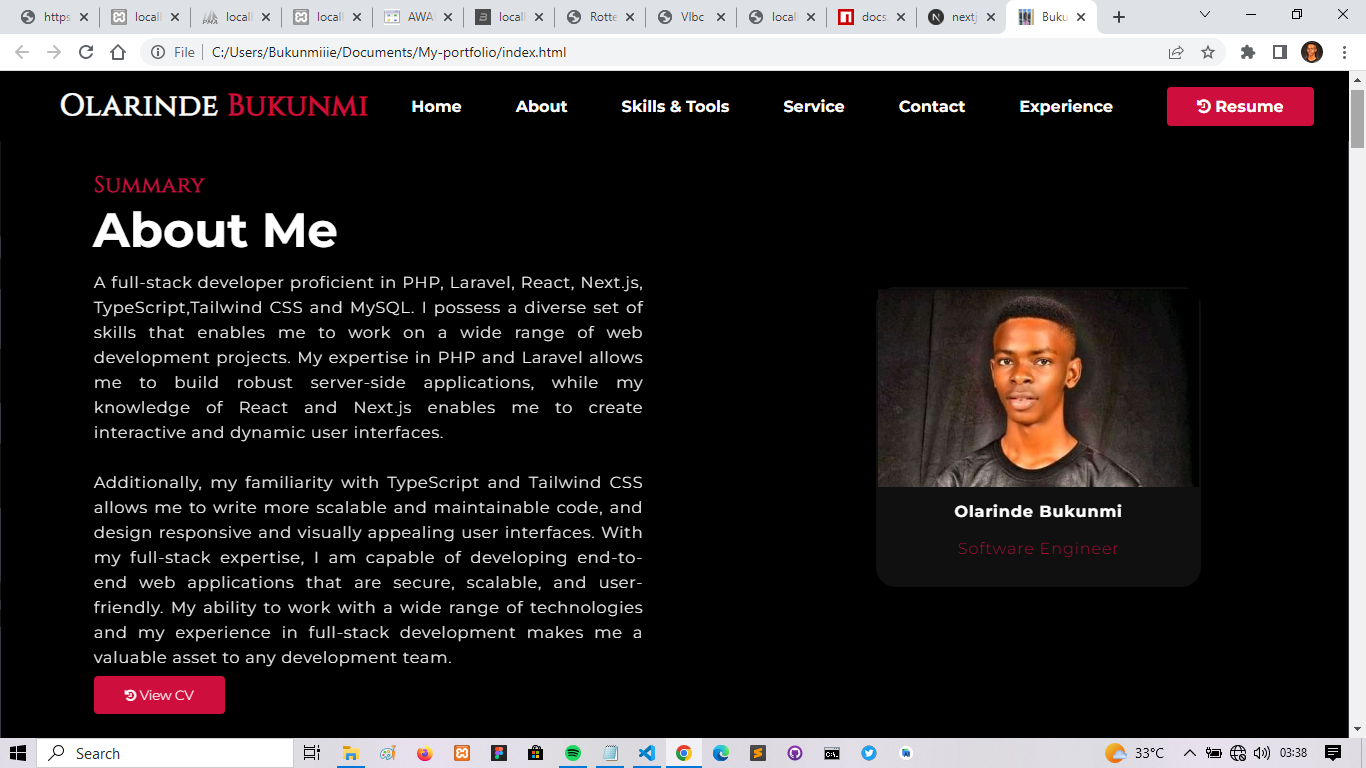 https
locall
locall
locall
AWA
locall
Rotte
Vlbc
locall
docs
nextj
Buku
File
C:/Users/Bukunmiiie/Documents/My-portfolio/index.html
Olarinde Bukunmi
Home
About
Skills & Tools
Service
Contact
Experience
Resume
Summary
About Me
A full-stack developer proficient in PHP, Laravel, React, Next.js,
TypeScript,Tailwind CSS and MySQL. I possess a diverse set of
skills that enables me to work on a wide range of web
development projects. My expertise in PHP and Laravel allows
me to build robust server-side applications, while my
knowledge of React and Next.js enables me to create
interactive and dynamic user interfaces.
Additionally, my familiarity with TypeScript and Tailwind CSS
allows me to write more scalable and maintainable code, and
design responsive and visually appealing user interfaces. With
my full-stack expertise, I am capable of developing end-to-
end web applications that are secure, scalable, and user-
friendly. My ability to work with a wide range of technologies
and my experience in full-stack development makes me a
valuable asset to any development team.
View CV
Olarinde Bukunmi
Software Engineer
Search
33°C
03:38